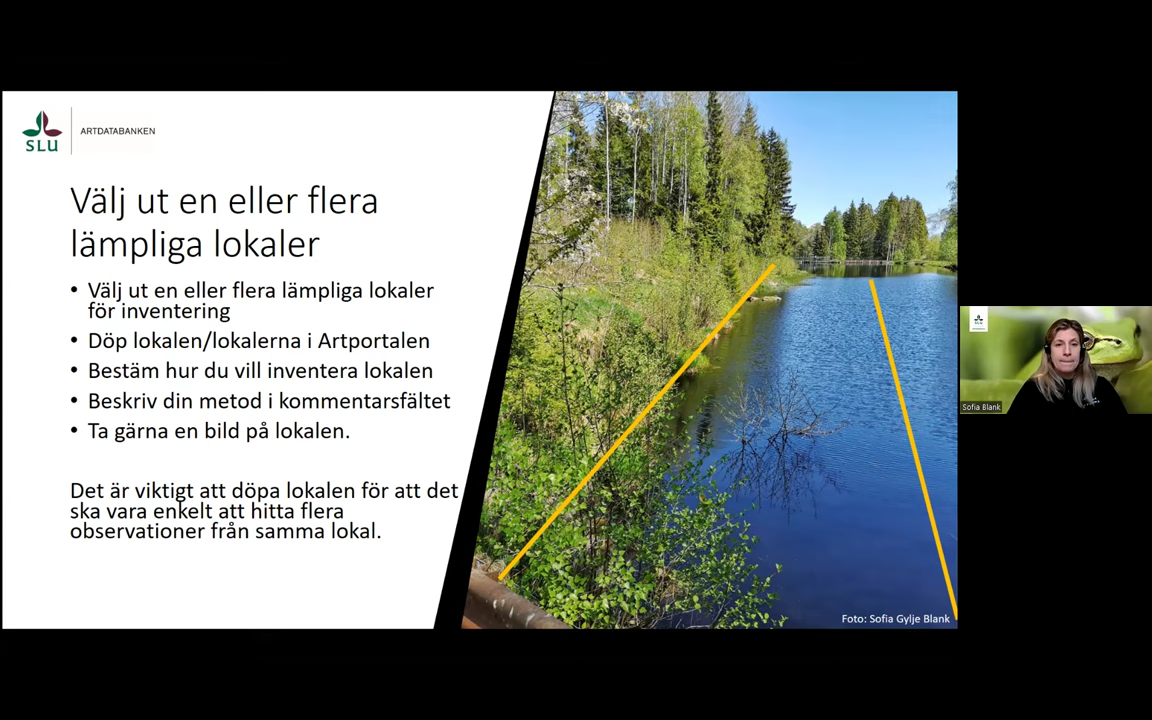 SLU
ARTDATABANKEN
Välj ut en eller flera
lämpliga lokaler
• Välj ut en eller flera lämpliga lokaler
för inventering
• Döp lokalen/lokalerna i Artportalen
• Bestäm hur du vill inventera lokalen
• Beskriv din metod i kommentarsfältet
• Ta gärna en bild på lokalen.
Det är viktigt att döpa lokalen för att det
ska vara enkelt att hitta flera
observationer från samma lokal.
Foto: Sofia Gylje Blank
SLU
Sofia Blank